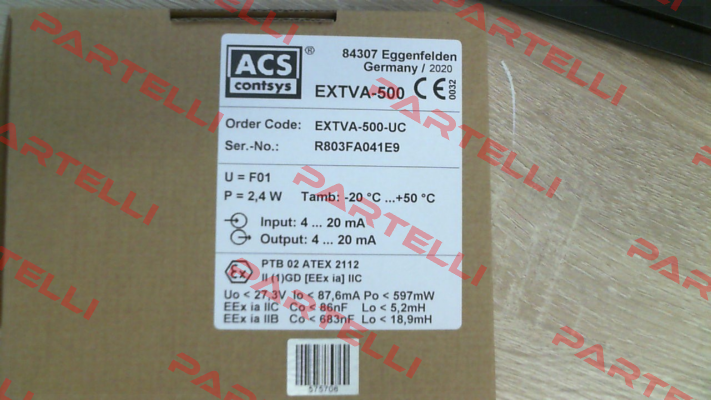 ACS
contsys
®
84307 Eggenfelden
Germany / 2020
EXTVA-500 CE 0032
Order Code: EXTVA-500-UC
Ser.-No.: R803FA041E9
U = F01
P = 2,4 W Tamb: -20 °C ...+50 °C
Input: 4 ... 20 mA
Output: 4 ... 20 mA
Ex PTB 02 ATEX 2112
II (1)GD [EEx ia] IIC
Uo < 27,3V Io < 87,6mA Po < 597mW
EEx ia IIC Co < 86nF Lo < 5,2mH
EEx ia IIB Co < 683nF Lo < 18,9mH
575708
PARTELLI
PARTELLI
PARTELLI
PARTELLI
PARTELLI
PARTELLI